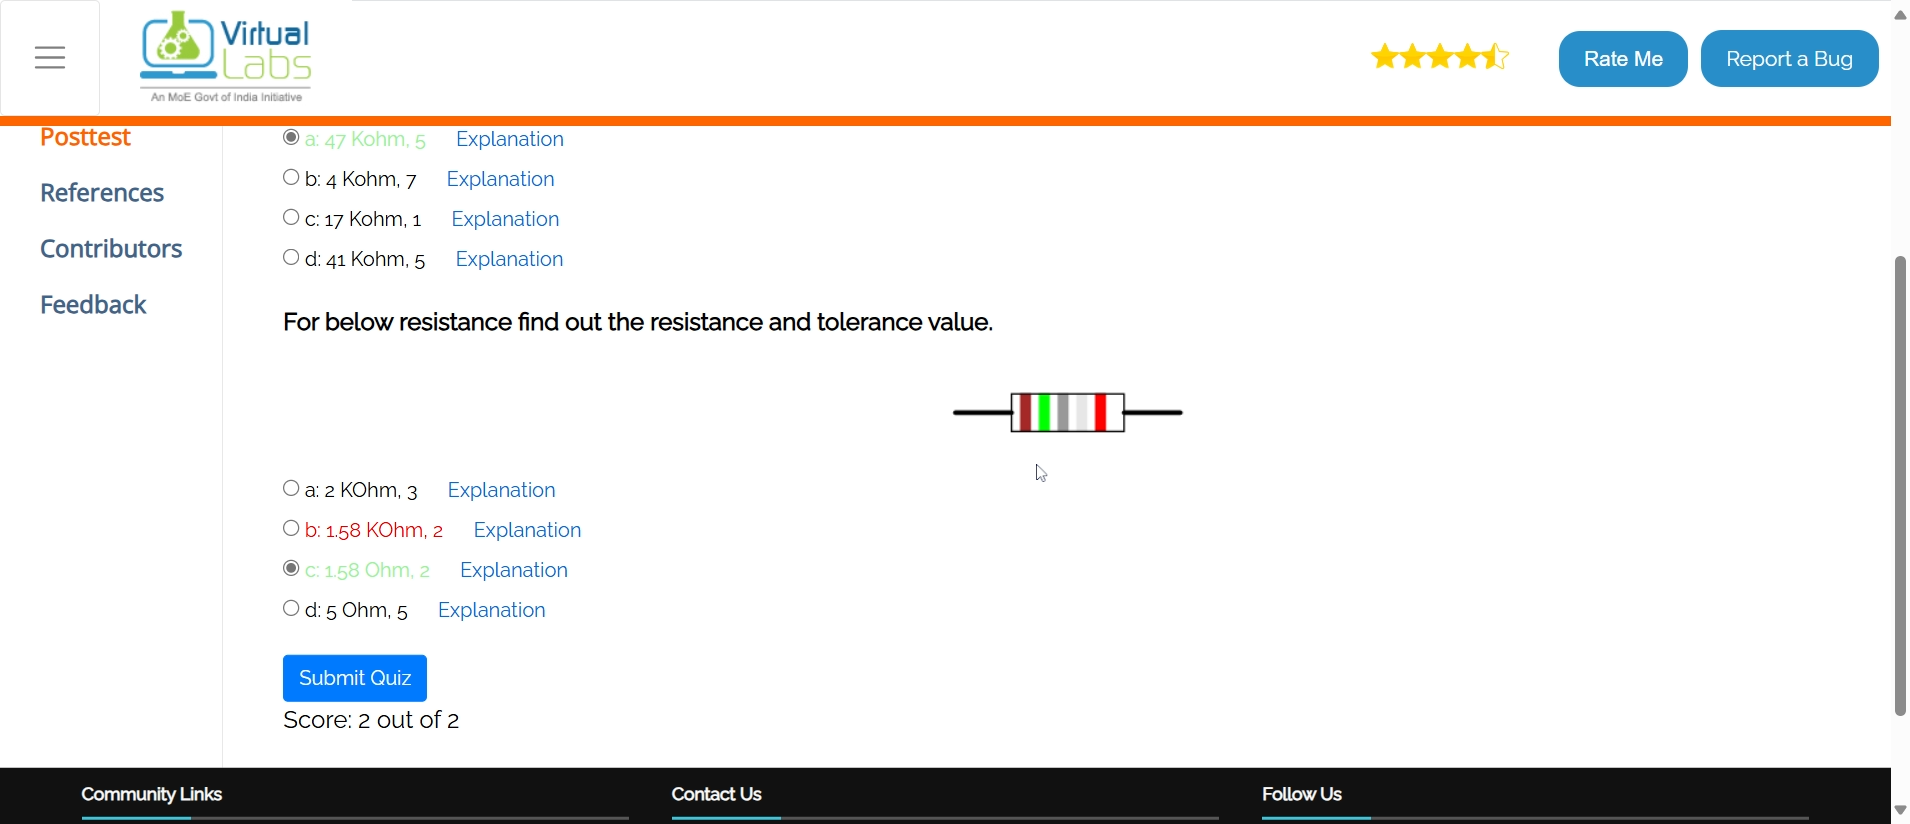 Virtual
Labs
An MoE Govt of India Initiative
Rate Me
Report a Bug
Posttest
References
Contributors
Feedback
a: 47 Kohm, 5 Explanation
b: 4 Kohm, 7 Explanation
c: 17 Kohm, 1 Explanation
d: 41 Kohm, 5 Explanation
For below resistance find out the resistance and tolerance value.
a: 2 KOhm, 3 Explanation
b: 1.58 KOhm, 2 Explanation
c: 1.58 Ohm, 2 Explanation
d: 5 Ohm, 5 Explanation
Submit Quiz
Score: 2 out of 2
Community Links
Contact Us
Follow Us